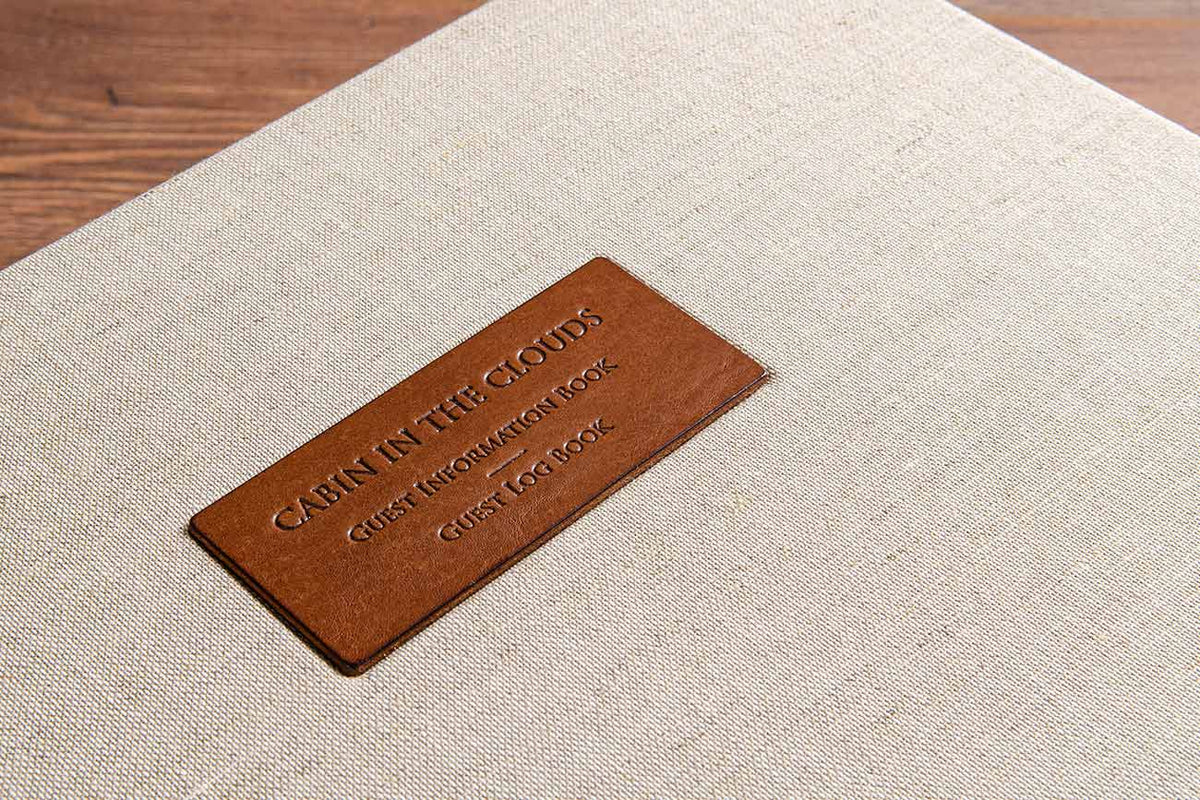 CABIN IN THE CLOUDS
Guest Information Book
—
Guest Log Book